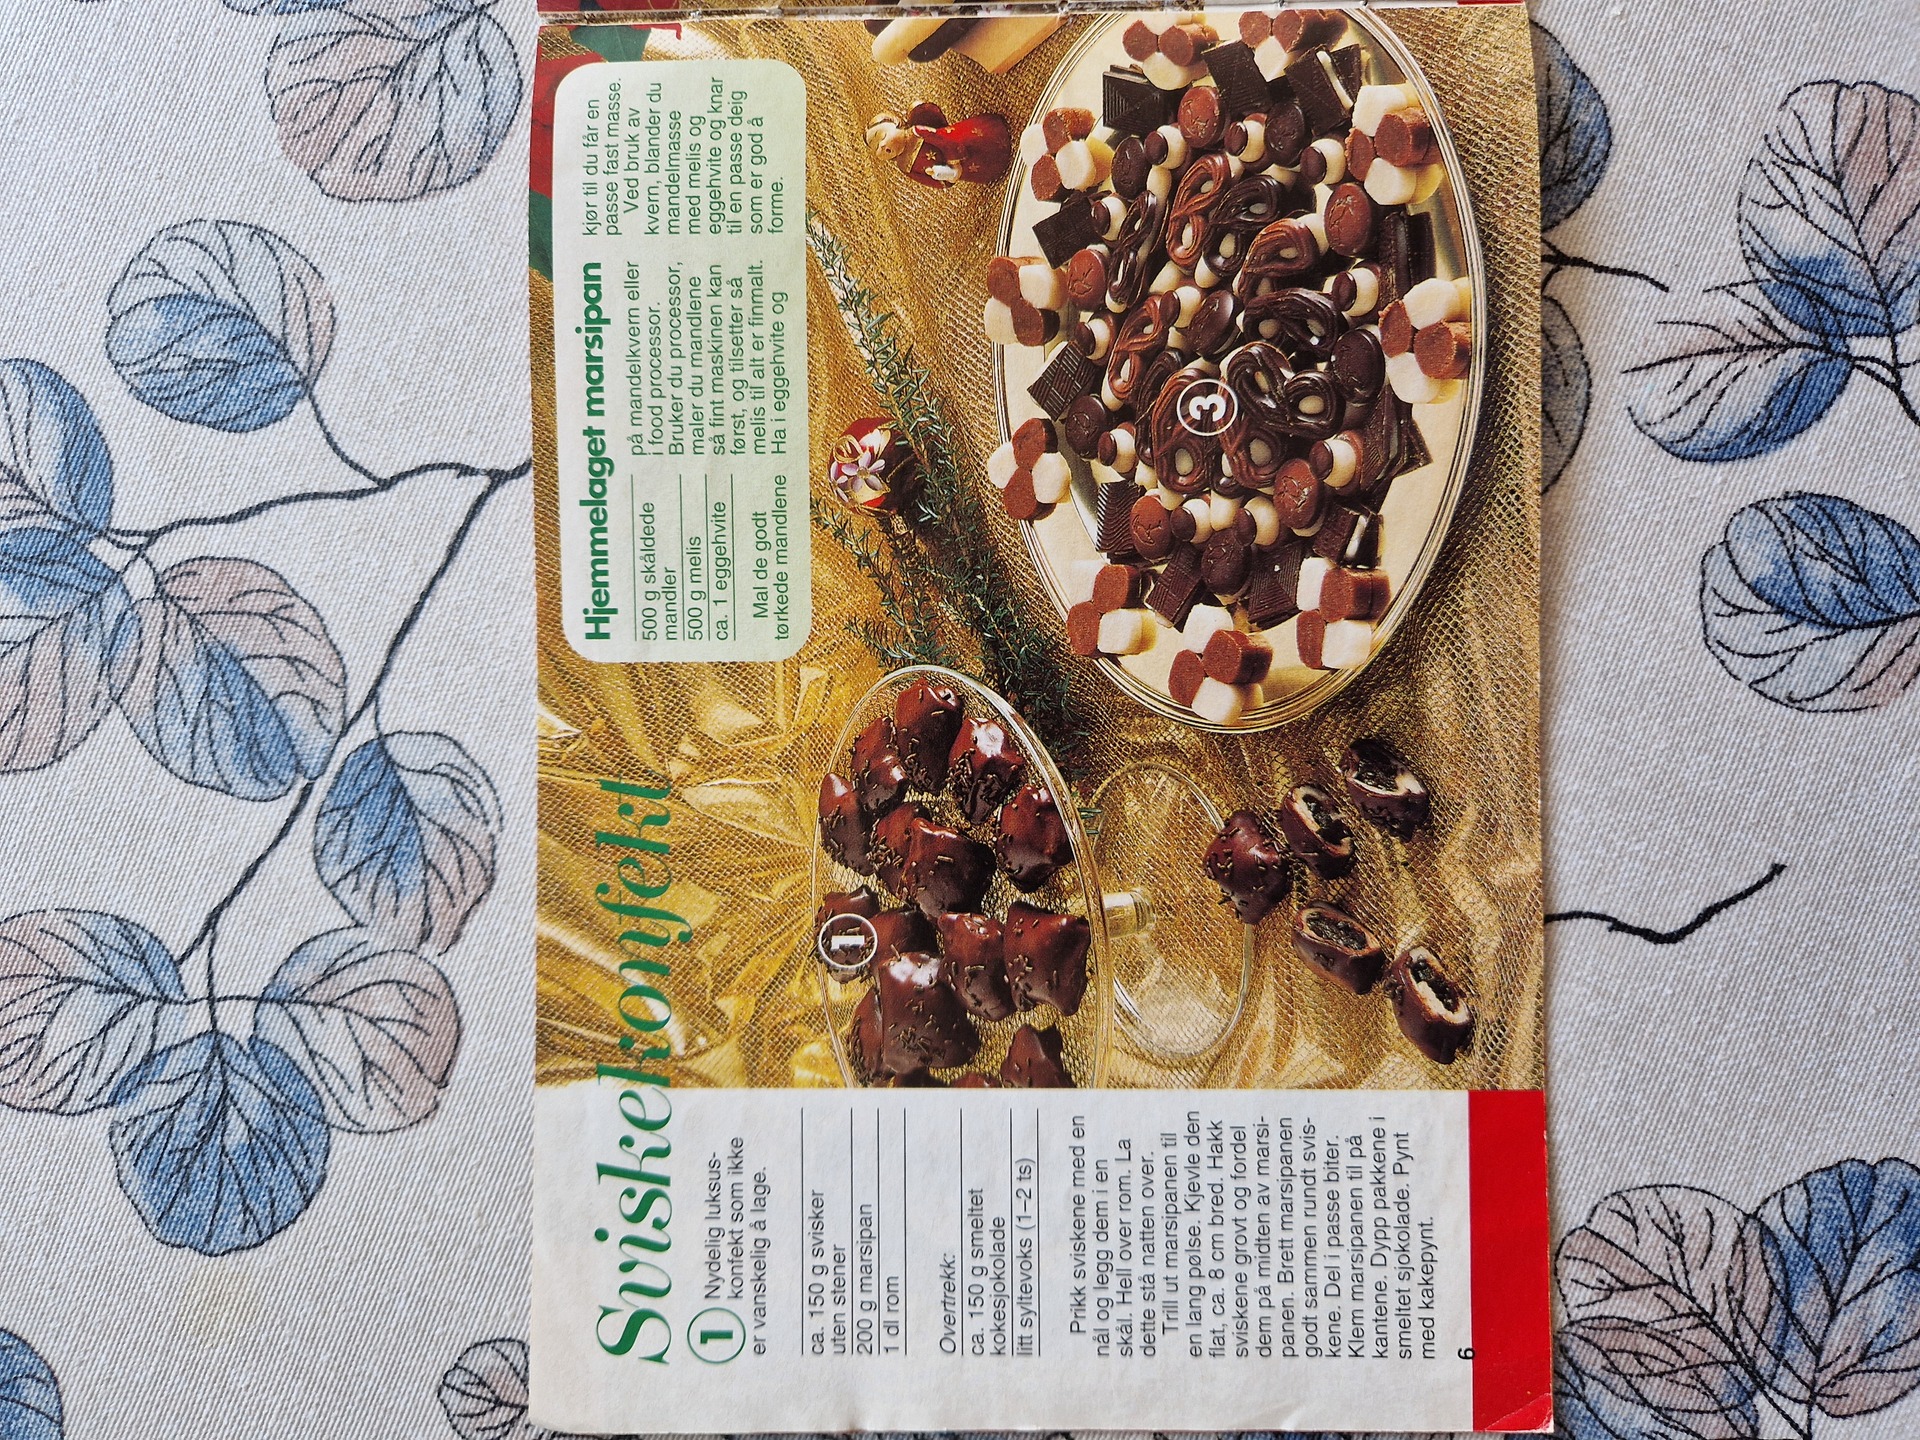 Sviskekonfekt
1 Nydelig luksus-
konfekt som ikke
er vanskelig å lage.
ca. 150 g svisker
uten stener
200 g marsipan
1 dl rom
Overtrekk:
ca. 150 g smeltet
kokesjokolade
litt syltevoks (1–2 ts)
Prikk sviskene med en
nål og legg dem i en
skål. Hell over rom. La
dette stå natten over.
Trill ut marsipanen til
en lang pølse. Kjevle den
flat, ca. 8 cm bred. Hakk
sviskene grovt og fordel
dem på midten av marsi-
panen. Brett marsipanen
godt sammen rundt svis-
kene. Del i passe biter.
Klem marsipanen til på
kantene. Dypp pakkene i
smeltet sjokolade. Pynt
med kakepynt.
6
1
3
Hjemmelaget marsipan
500 g skåldede
mandler
500 g melis
ca. 1 eggehvite
Mal de godt
tørkede mandlene
på mandelkvern eller
i food processor.
Bruker du processor,
maler du mandlene
så fint maskinen kan
først, og tilsetter så
melis til alt er finmalt.
Ha i eggehvite og
kjør til du får en
passe fast masse.
Ved bruk av
kvern, blander du
mandelmasse
med melis og
eggehvite og knar
til en passe deig
som er god å
forme.